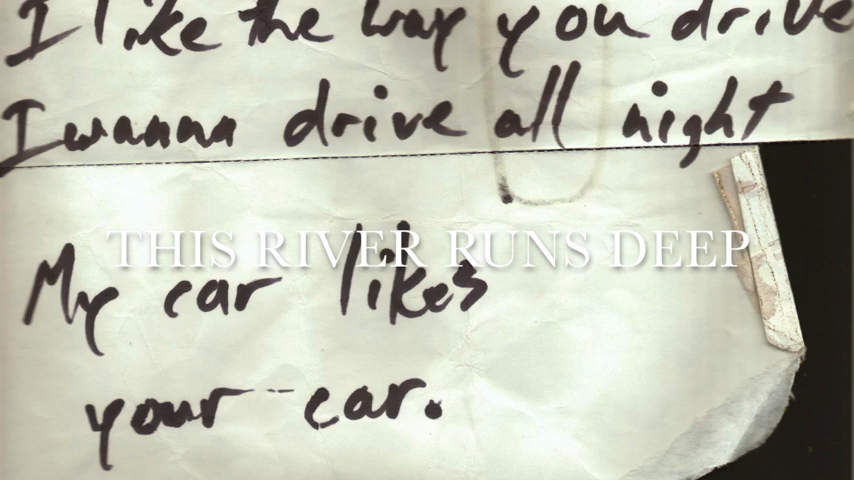 I like the way you drive
I wanna drive all night
THIS RIVER RUNS DEEP
My car likes
your car.